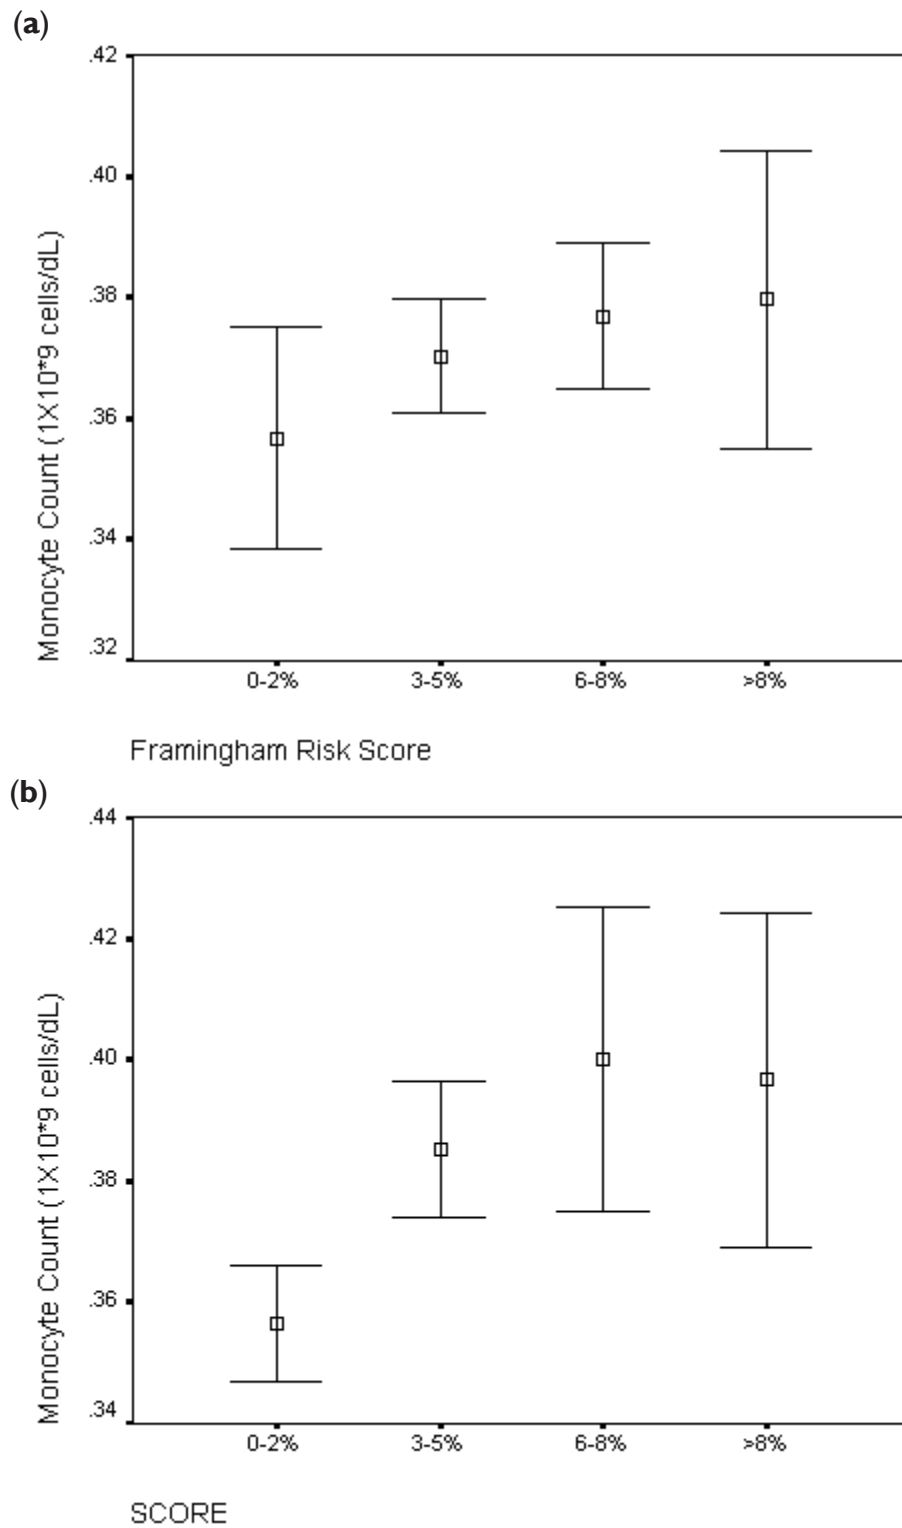 (a)
.42
.40
.38
.36
.34
.32
Monocyte Count (1X10*9 cells/dL)
0-2% 3-5% 6-8% >8%
Framingham Risk Score
(b)
.44
.42
.40
.38
.36
.34
Monocyte Count (1X10*9 cells/dL)
0-2% 3-5% 6-8% >8%
SCORE